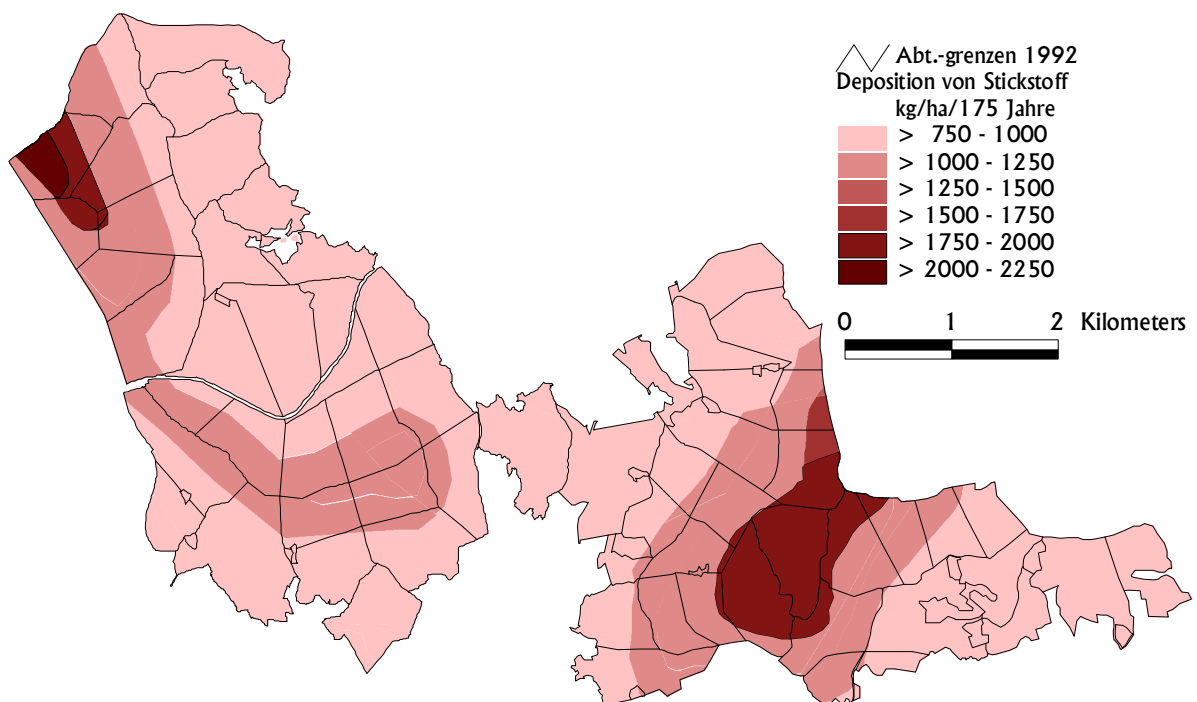 Abt.-grenzen 1992
Deposition von Stickstoff
kg/ha/175 Jahre
> 750 - 1000
> 1000 - 1250
> 1250 - 1500
> 1500 - 1750
> 1750 - 2000
> 2000 - 2250
0 1 2 Kilometers